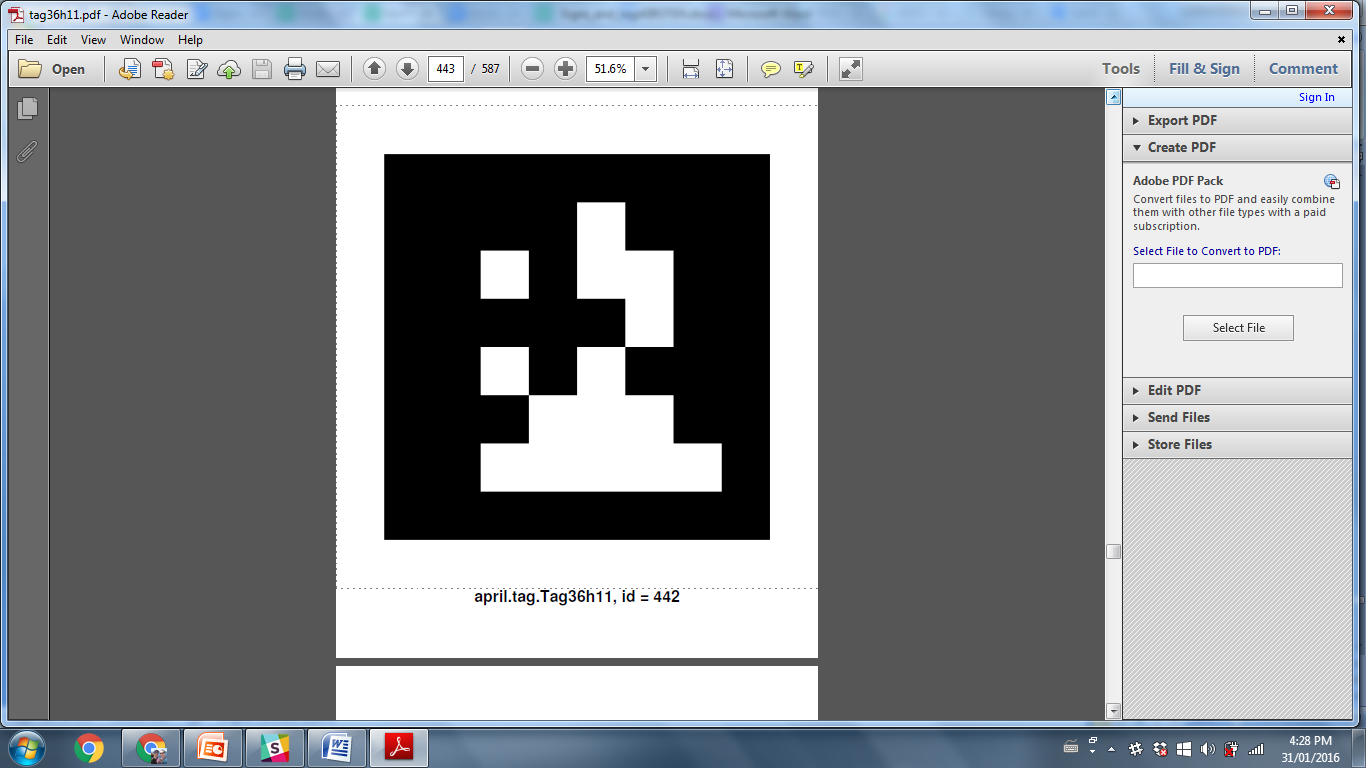 tag36h11.pdf - Adobe Reader
File Edit View Window Help
Open 443 / 587 51.6% Tools Fill & Sign Comment
Sign In
Export PDF
Create PDF
Adobe PDF Pack
Convert files to PDF and easily combine
them with other file types with a paid
subscription.
Select File to Convert to PDF:
Select File
Edit PDF
Send Files
Store Files
april.tag.Tag36h11, id = 442
4:28 PM
31/01/2016